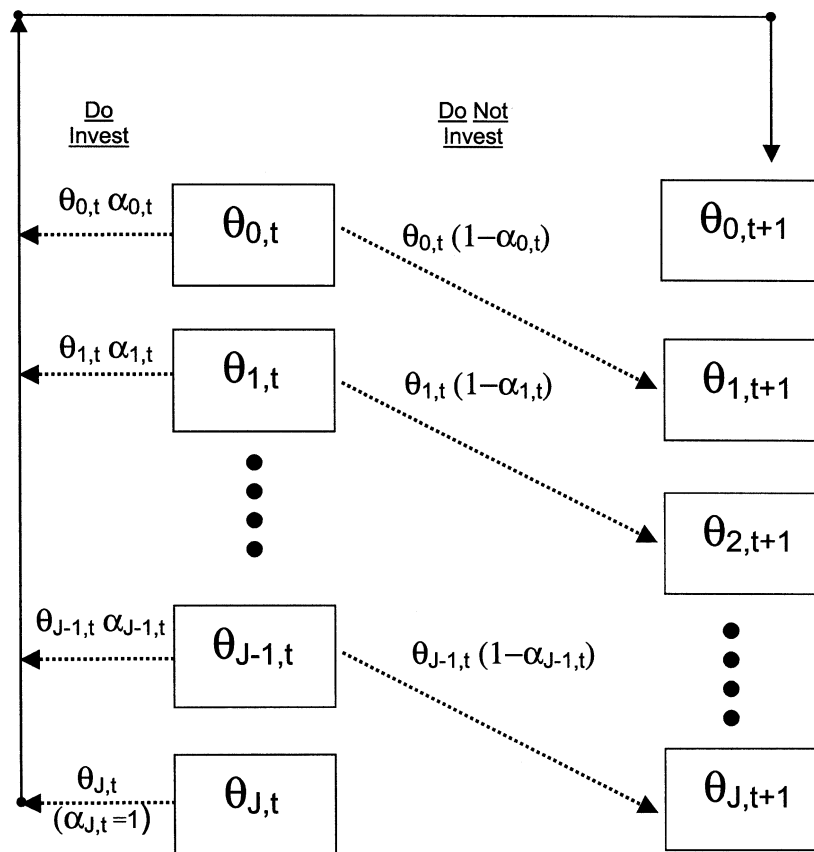 Do
Invest
Do Not
Invest
θ0,t α0,t
θ0,t
θ0,t (1−α0,t)
θ0,t+1
θ1,t α1,t
θ1,t
θ1,t (1−α1,t)
θ1,t+1
θ2,t+1
θJ-1,t αJ-1,t
θJ-1,t
θJ-1,t (1−αJ-1,t)
θJ,t
(αJ,t =1)
θJ,t
θJ,t+1